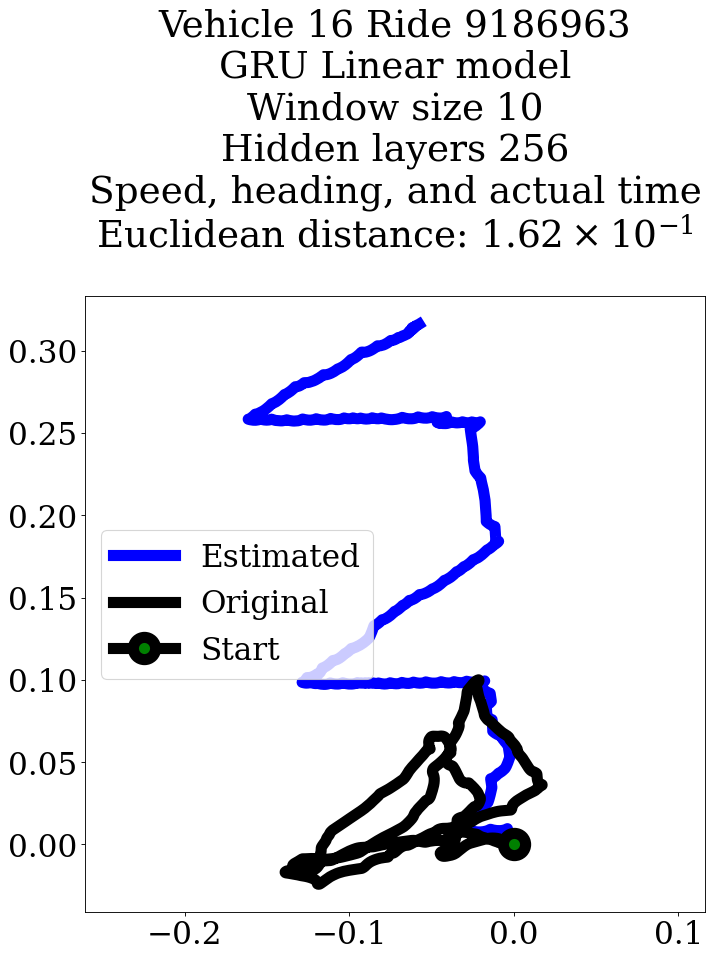 Vehicle 16 Ride 9186963
GRU Linear model
Window size 10
Hidden layers 256
Speed, heading, and actual time
Euclidean distance: 1.62 × 10⁻¹
0.30
0.25
0.20
0.15
0.10
0.05
0.00
Estimated
Original
Start
−0.2
−0.1
0.0
0.1